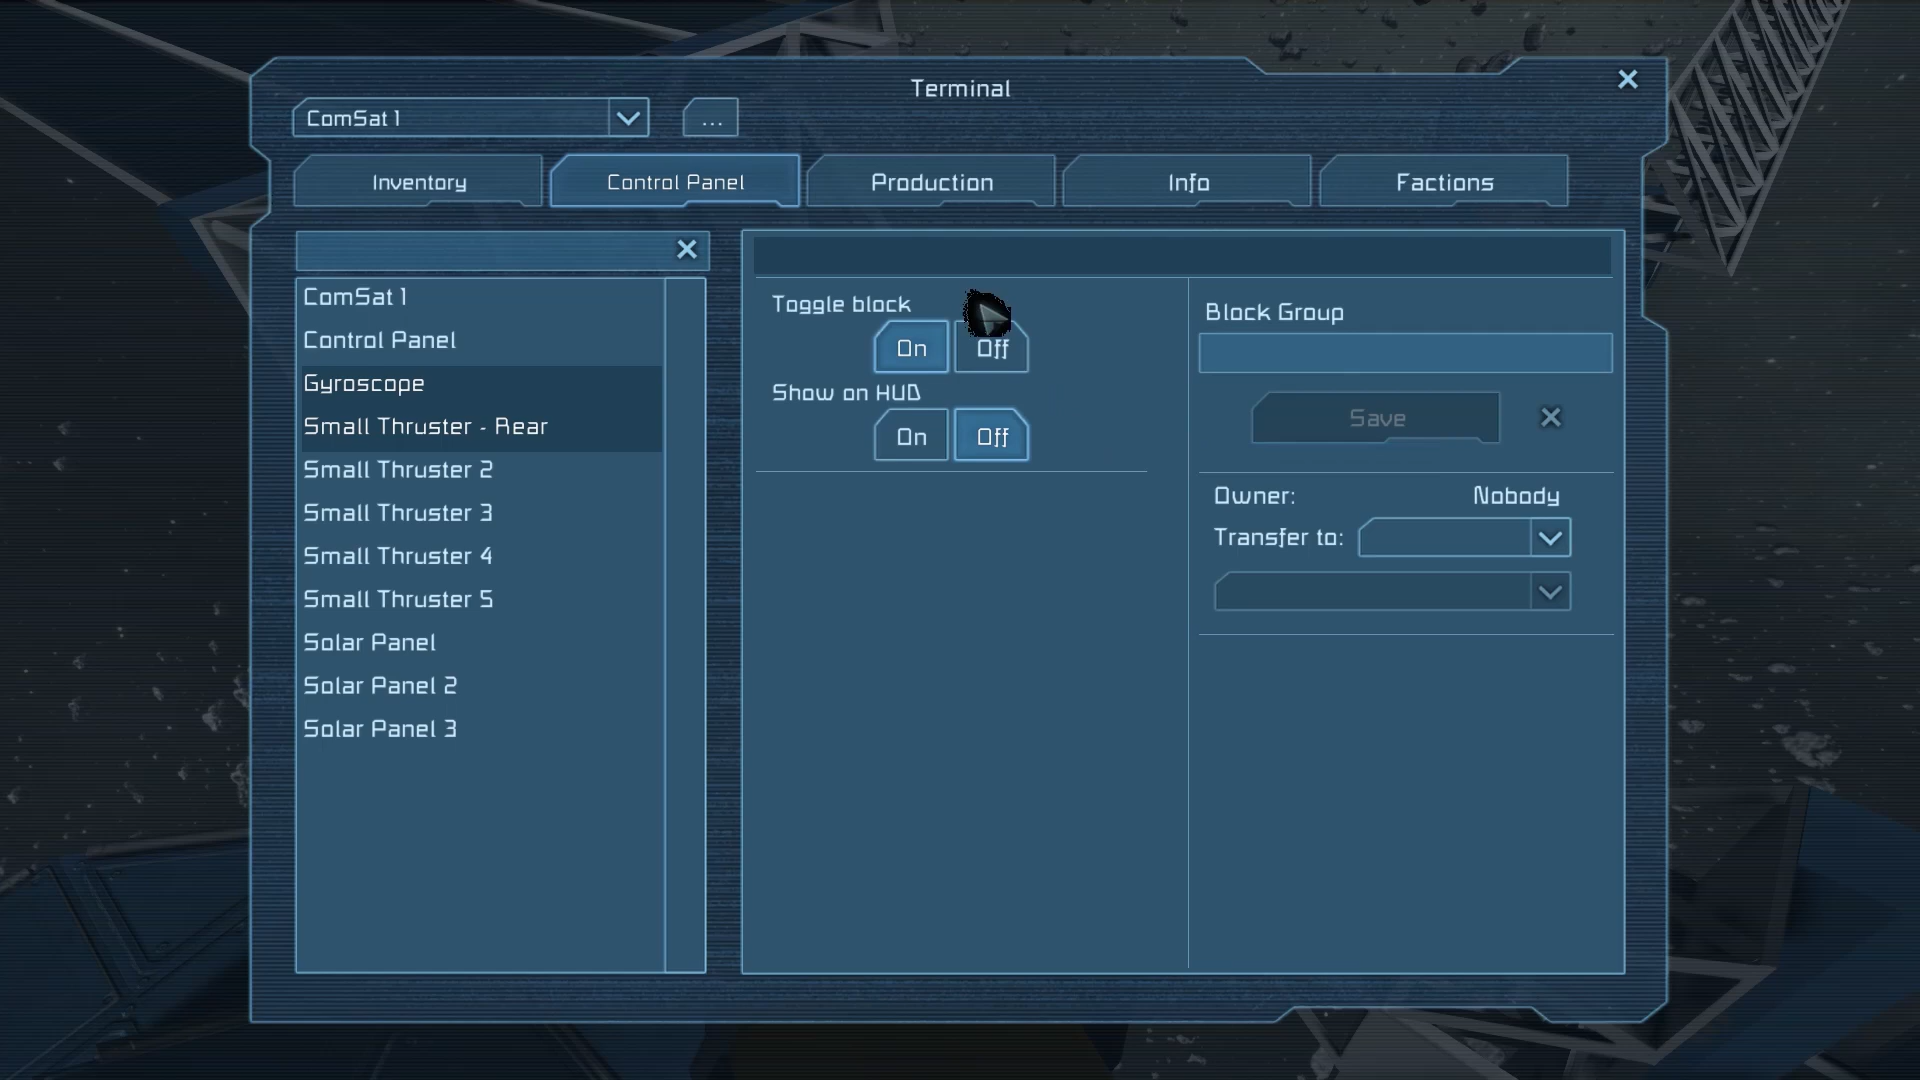 Terminal
ComSat 1
...
Inventory
Control Panel
Production
Info
Factions
ComSat 1
Control Panel
Gyroscope
Small Thruster - Rear
Small Thruster 2
Small Thruster 3
Small Thruster 4
Small Thruster 5
Solar Panel
Solar Panel 2
Solar Panel 3
Toggle block
On Off
Show on HUD
On Off
Block Group
Save
Owner: Nobody
Transfer to: